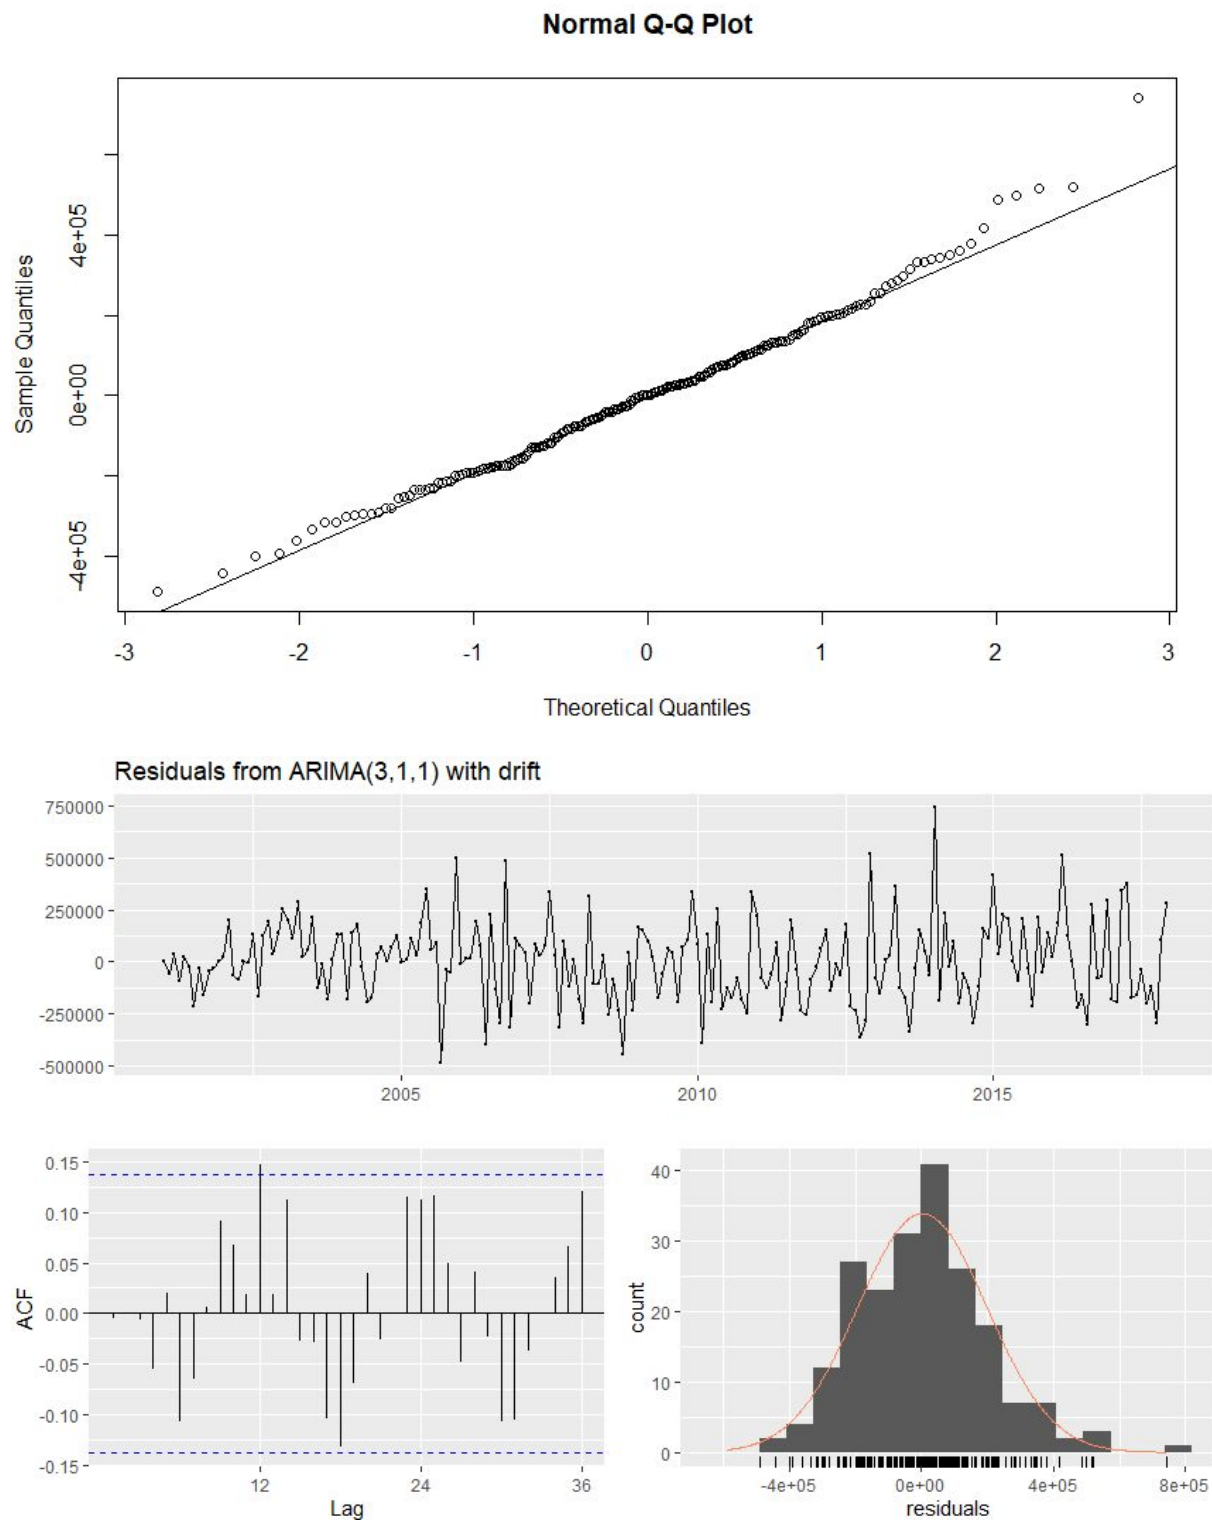 Normal Q-Q Plot
Sample Quantiles
4e+05
0e+00
-4e+05
-3 -2 -1 0 1 2 3
Theoretical Quantiles
Residuals from ARIMA(3,1,1) with drift
750000
500000
250000
0
-250000
-500000
2005 2010 2015
ACF
0.15
0.10
0.05
0.00
-0.05
-0.10
-0.15
12 24 36
Lag
count
40
30
20
10
0
-4e+05 0e+00 4e+05 8e+05
residuals